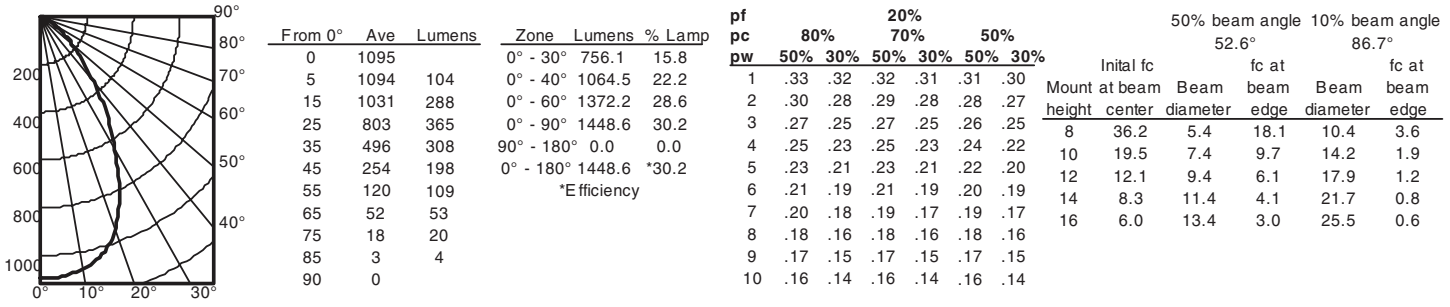 90°
80°
70°
60°
50°
40°
200
400
600
800
1000
0° 10° 20° 30°
From 0° Ave Lumens
0 1095
5 1094 104
15 1031 288
25 803 365
35 496 308
45 254 198
55 120 109
65 52 53
75 18 20
85 3 4
90 0
Zone Lumens % Lamp
0° - 30° 756.1 15.8
0° - 40° 1064.5 22.2
0° - 60° 1372.2 28.6
0° - 90° 1448.6 30.2
90° - 180° 0.0 0.0
0° - 180° 1448.6 *30.2
*Efficiency
pf 20%
pc 80% 70% 50%
pw 50% 30% 50% 30% 50% 30%
1 .33 .32 .32 .31 .31 .30
2 .30 .28 .29 .28 .28 .27
3 .27 .25 .27 .25 .26 .25
4 .25 .23 .25 .23 .24 .22
5 .23 .21 .23 .21 .22 .20
6 .21 .19 .21 .19 .20 .19
7 .20 .18 .19 .17 .19 .17
8 .18 .16 .18 .16 .18 .16
9 .17 .15 .17 .15 .17 .15
10 .16 .14 .16 .14 .16 .14
50% beam angle 10% beam angle
52.6° 86.7°
Inital fc fc at fc at
Mount at beam Beam beam Beam beam
height center diameter edge diameter edge
8 36.2 5.4 18.1 10.4 3.6
10 19.5 7.4 9.7 14.2 1.9
12 12.1 9.4 6.1 17.9 1.2
14 8.3 11.4 4.1 21.7 0.8
16 6.0 13.4 3.0 25.5 0.6